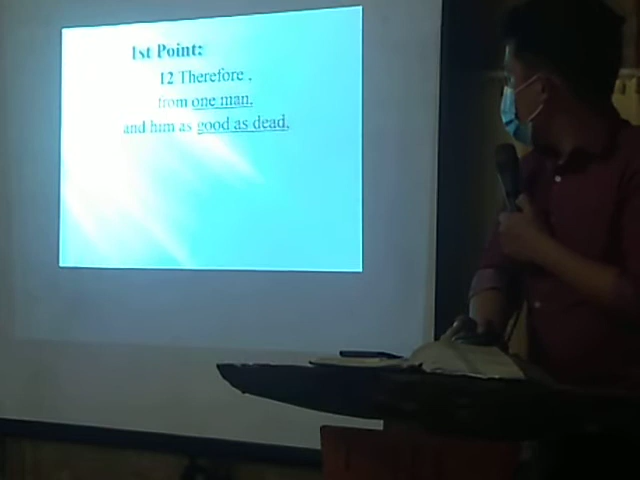 1st Point:
12 Therefore ,
from one man,
and him as good as dead,